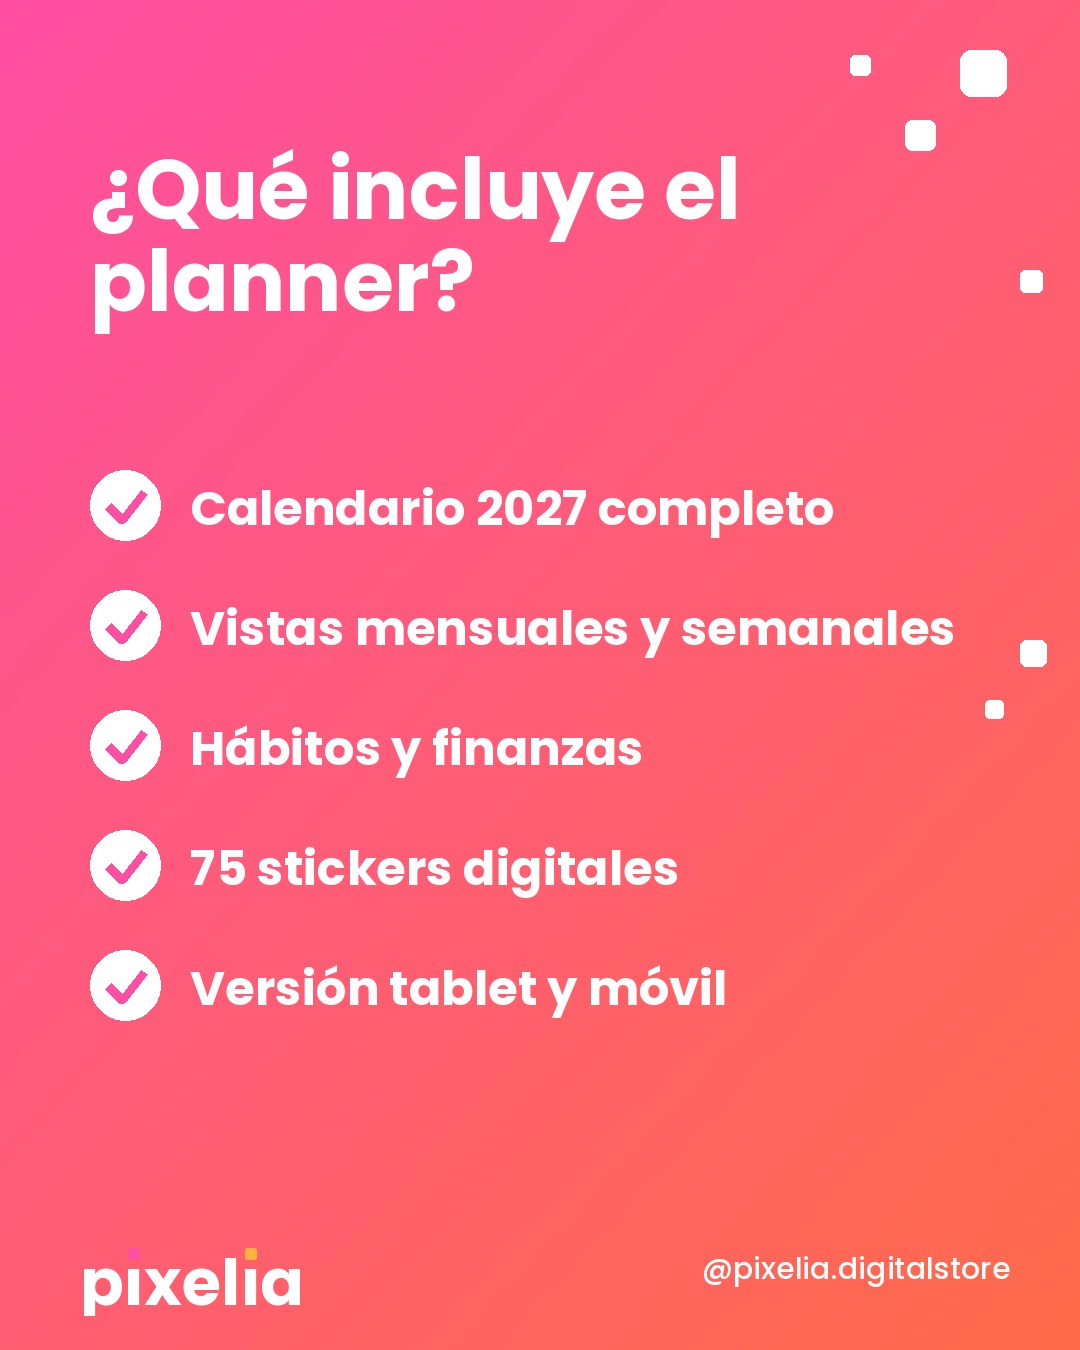 ¿Qué incluye el
planner?
Calendario 2027 completo
Vistas mensuales y semanales
Hábitos y finanzas
75 stickers digitales
Versión tablet y móvil
pixelia
@pixelia.digitalstore